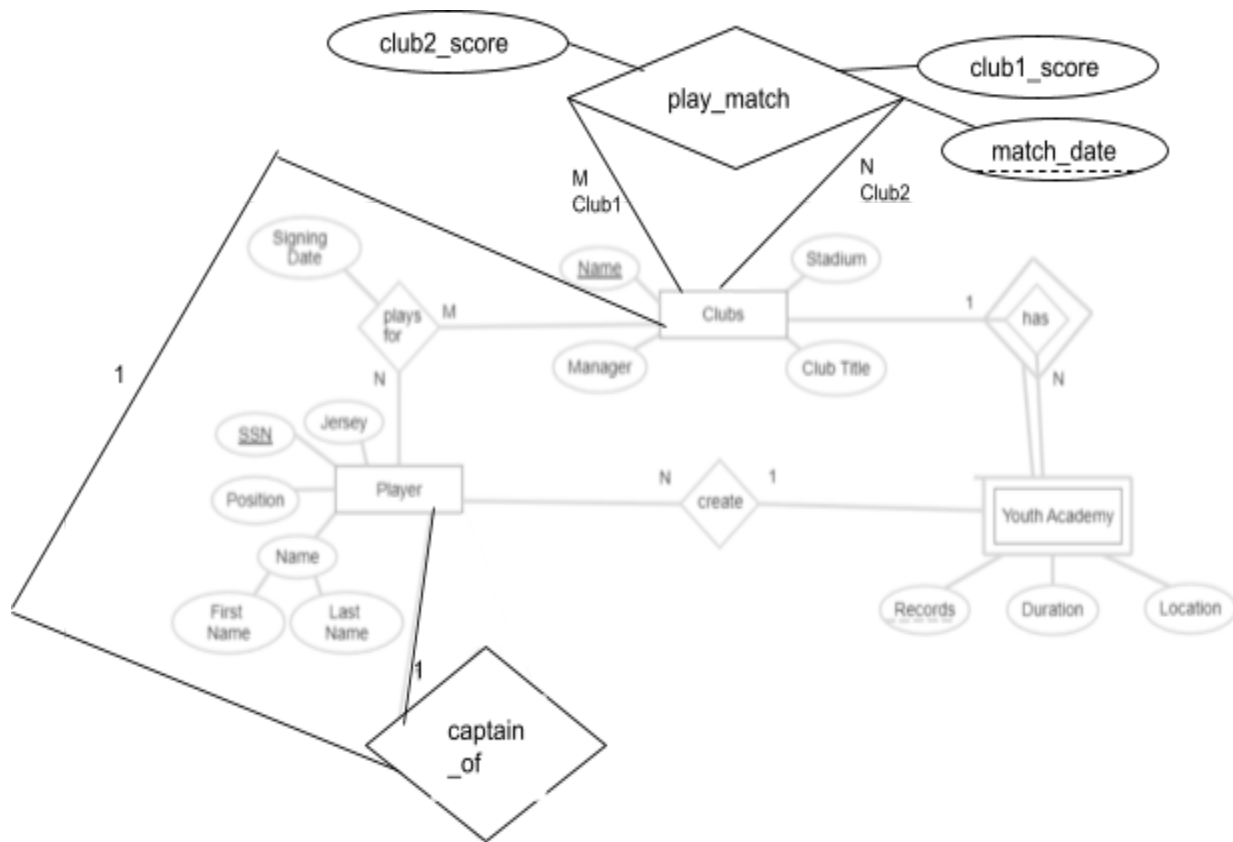 club2_score
club1_score
play_match
match_date
M
Club1
N
Club2
Signing
Date
Name
Stadium
plays
for
M
Clubs
1
has
Manager
Club Title
N
N
1
Jersey
SSN
Player
N
1
create
Position
Youth Academy
Name
First
Name
Last
Name
Records
Duration
Location
1
captain
_of